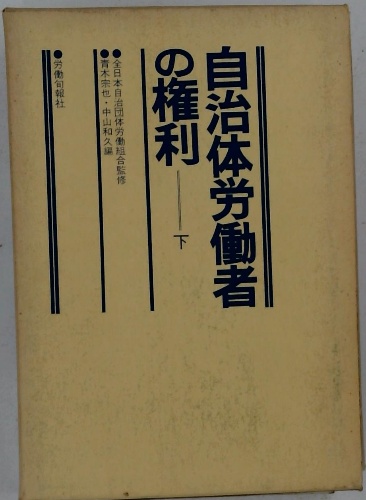 自治体労働者
の権利——下
●全日本自治団体労働組合監修
●青木宗也・中山和久編
●労働旬報社